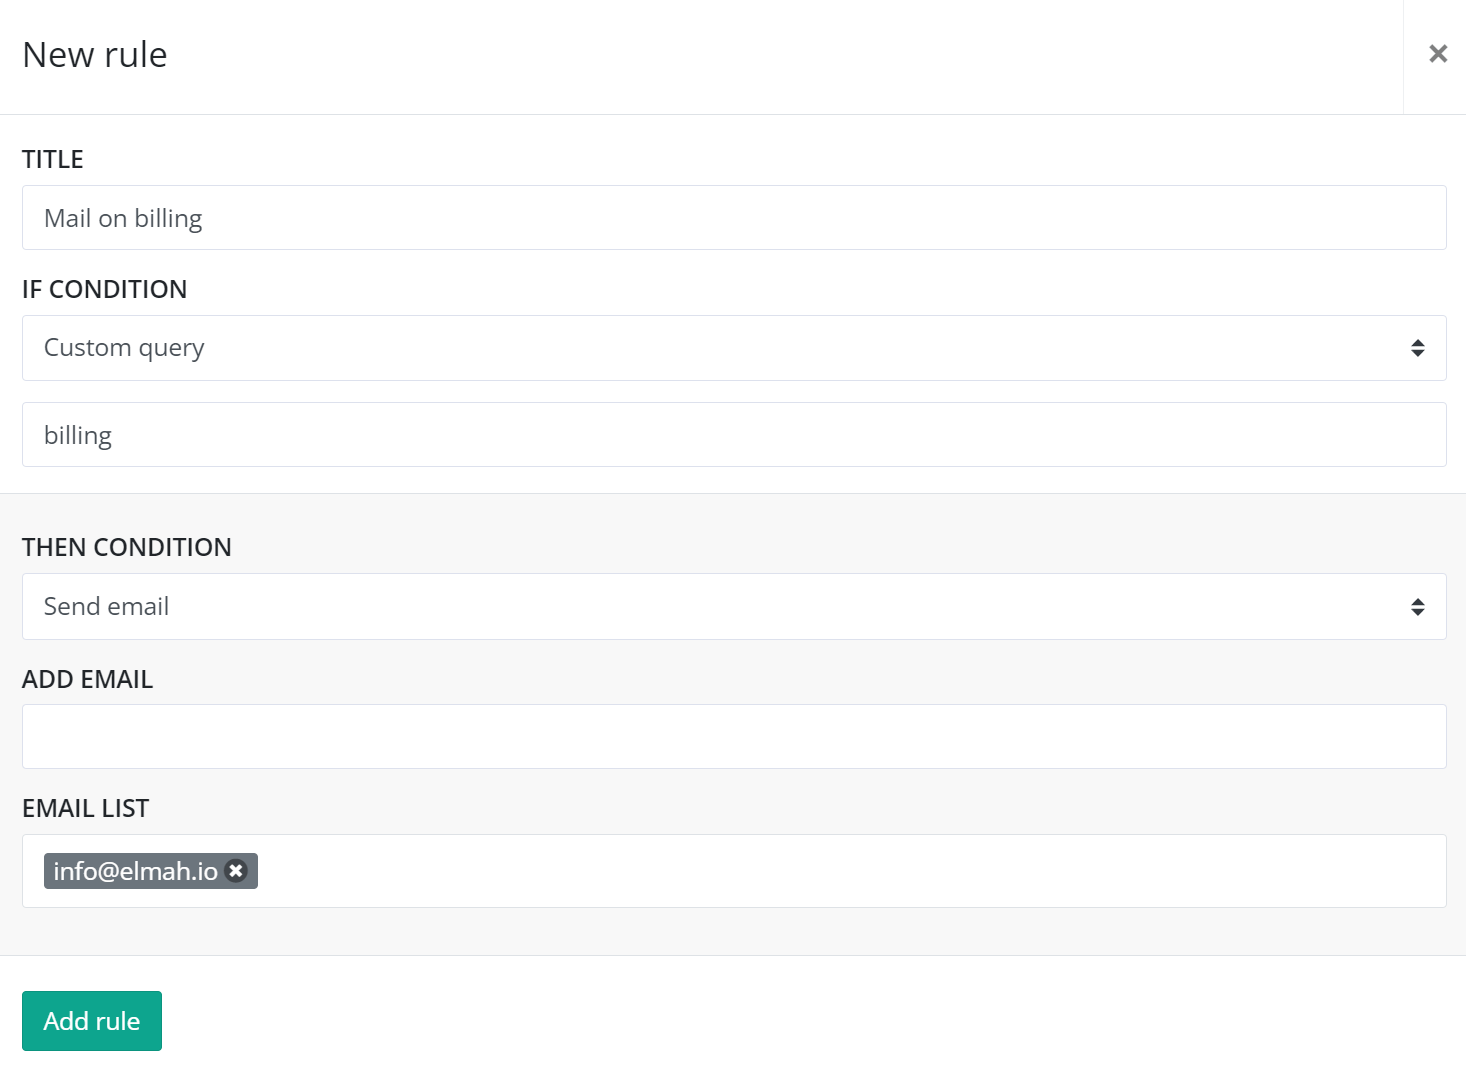 New rule
TITLE
Mail on billing
IF CONDITION
Custom query
billing
THEN CONDITION
Send email
ADD EMAIL
EMAIL LIST
info@elmah.io
Add rule